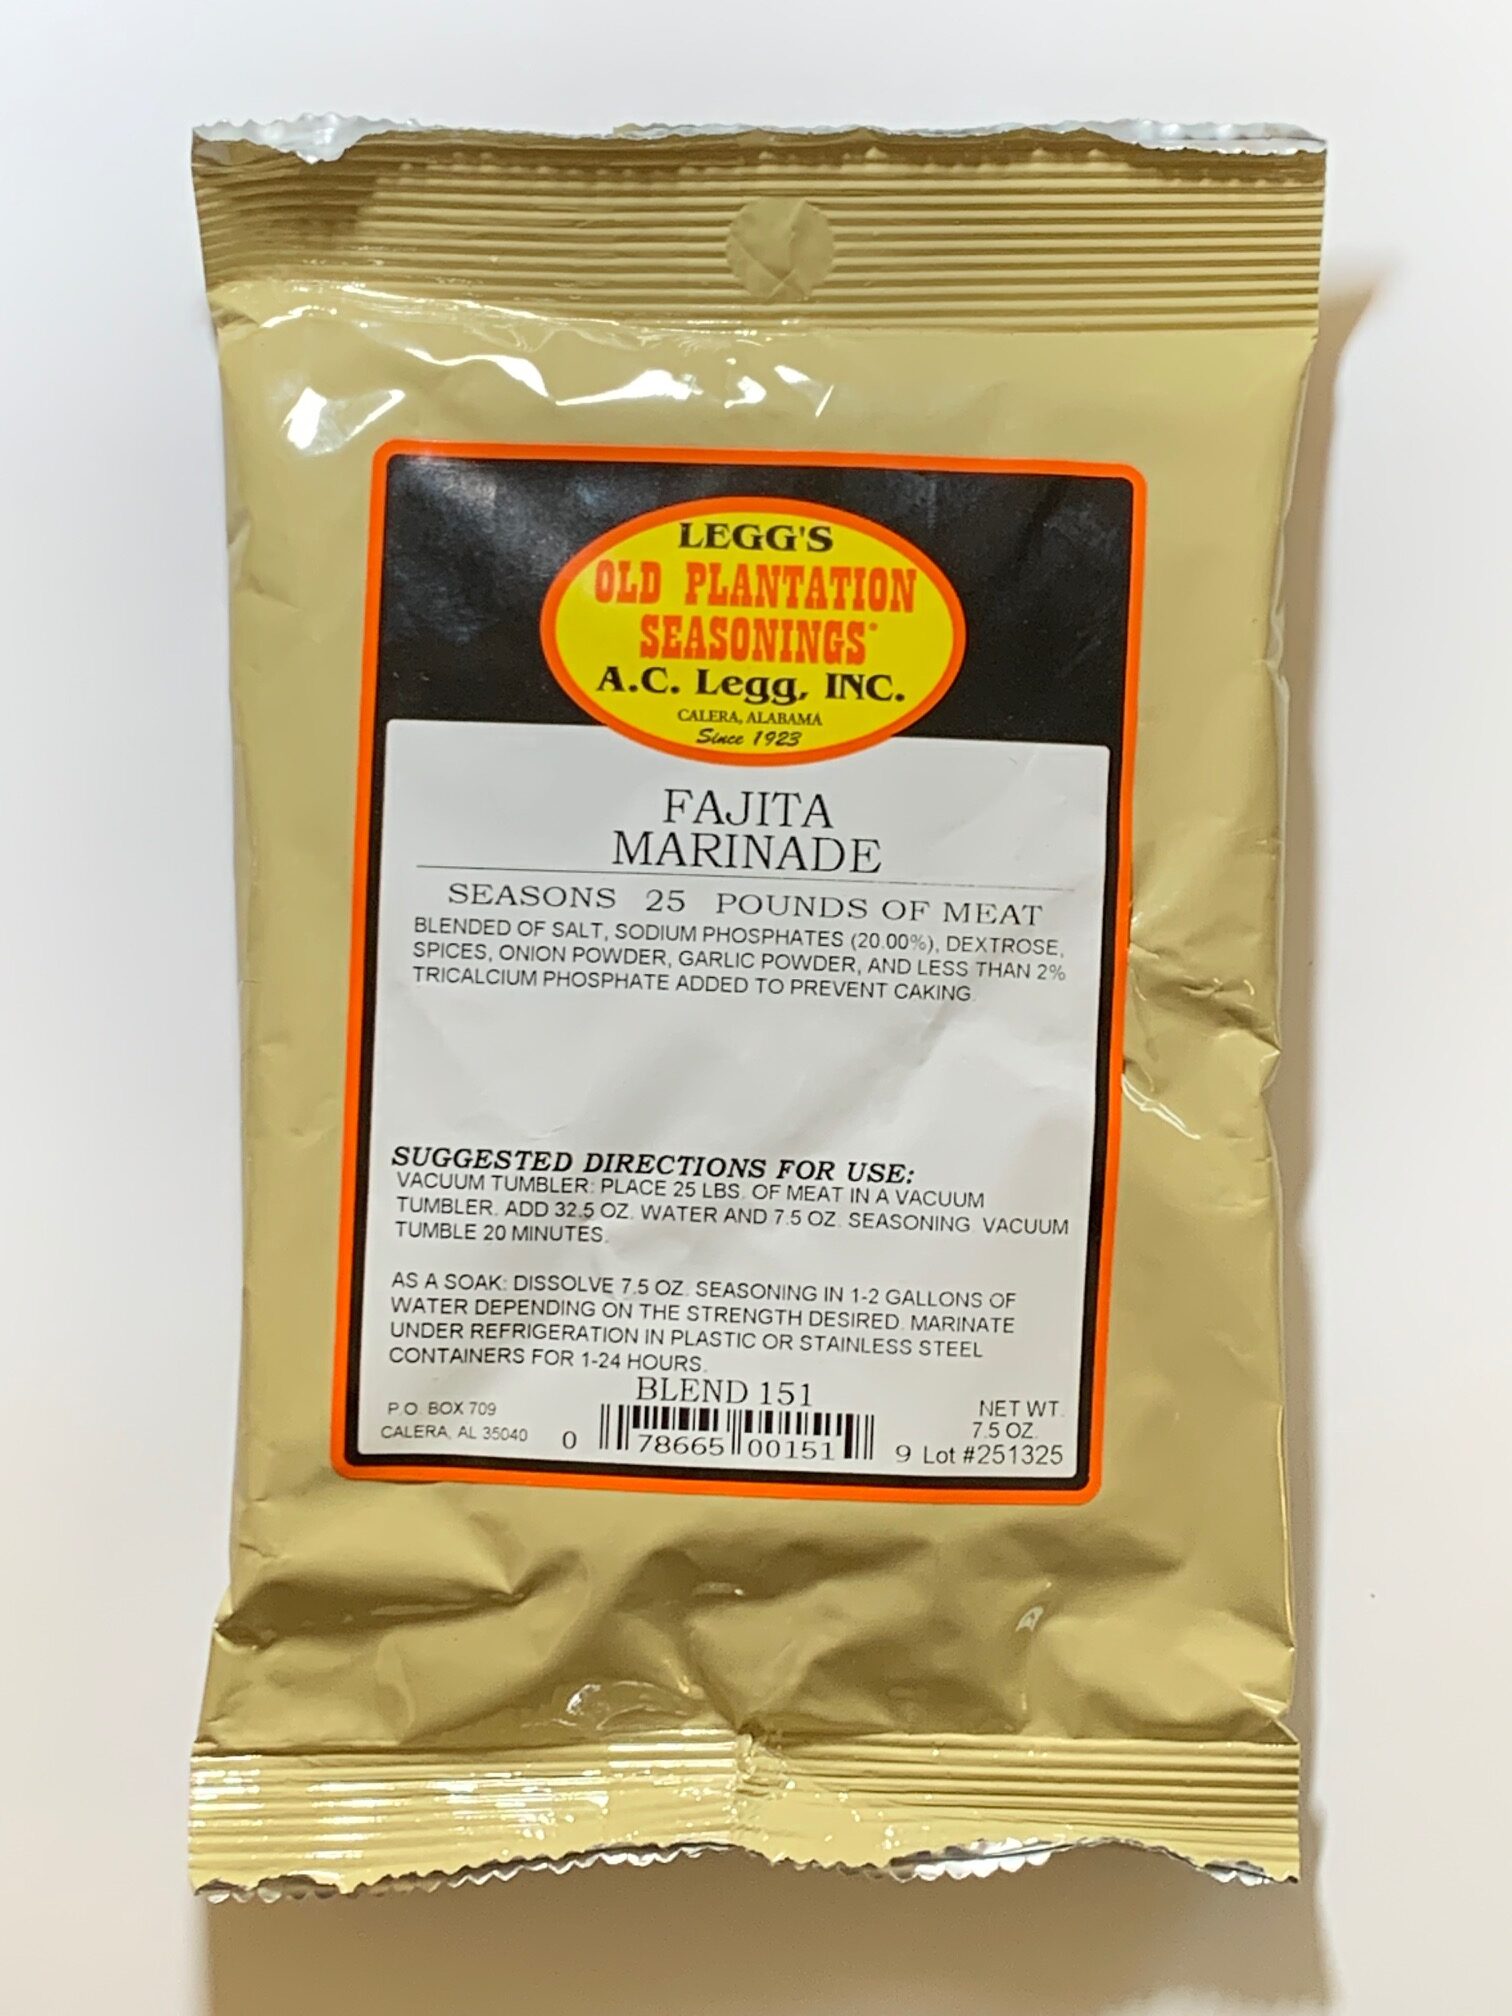 LEGG'S
OLD PLANTATION
SEASONINGS®
A.C. Legg, INC.
CALERA, ALABAMA
Since 1923
FAJITA
MARINADE
SEASONS 25 POUNDS OF MEAT
BLENDED OF SALT, SODIUM PHOSPHATES (20.00%), DEXTROSE,
SPICES, ONION POWDER, GARLIC POWDER, AND LESS THAN 2%
TRICALCIUM PHOSPHATE ADDED TO PREVENT CAKING.
SUGGESTED DIRECTIONS FOR USE:
VACUUM TUMBLER: PLACE 25 LBS. OF MEAT IN A VACUUM
TUMBLER. ADD 32.5 OZ. WATER AND 7.5 OZ. SEASONING. VACUUM
TUMBLE 20 MINUTES.
AS A SOAK: DISSOLVE 7.5 OZ. SEASONING IN 1-2 GALLONS OF
WATER DEPENDING ON THE STRENGTH DESIRED. MARINATE
UNDER REFRIGERATION IN PLASTIC OR STAINLESS STEEL
CONTAINERS FOR 1-24 HOURS.
BLEND 151
P.O. BOX 709
CALERA, AL 35040
0 78665 00151 9
NET WT.
7.5 OZ.
Lot #251325